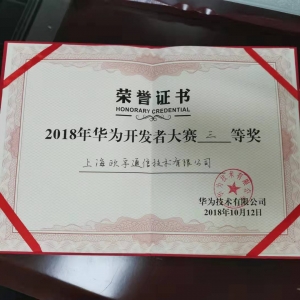 荣誉证书
HONORARY CREDENTIAL
2018年华为开发者大赛三等奖
上海欣享通信技术有限公司
华为技术有限公司
2018年10月12日